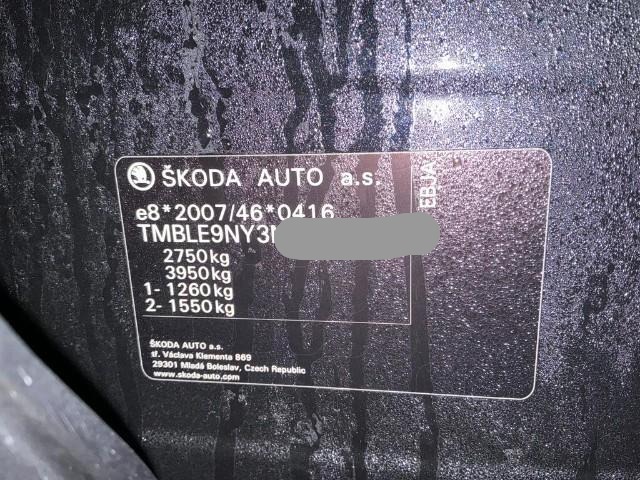 ŠKODA AUTO a.s.
EBJA
e8*2007/46*0416
TMBLE9NY3
2750kg
3950kg
1- 1260kg
2- 1550kg
ŠKODA AUTO a.s.
tř. Václava Klementa 869
29301 Mladá Boleslav, Czech Republic
www.skoda-auto.com